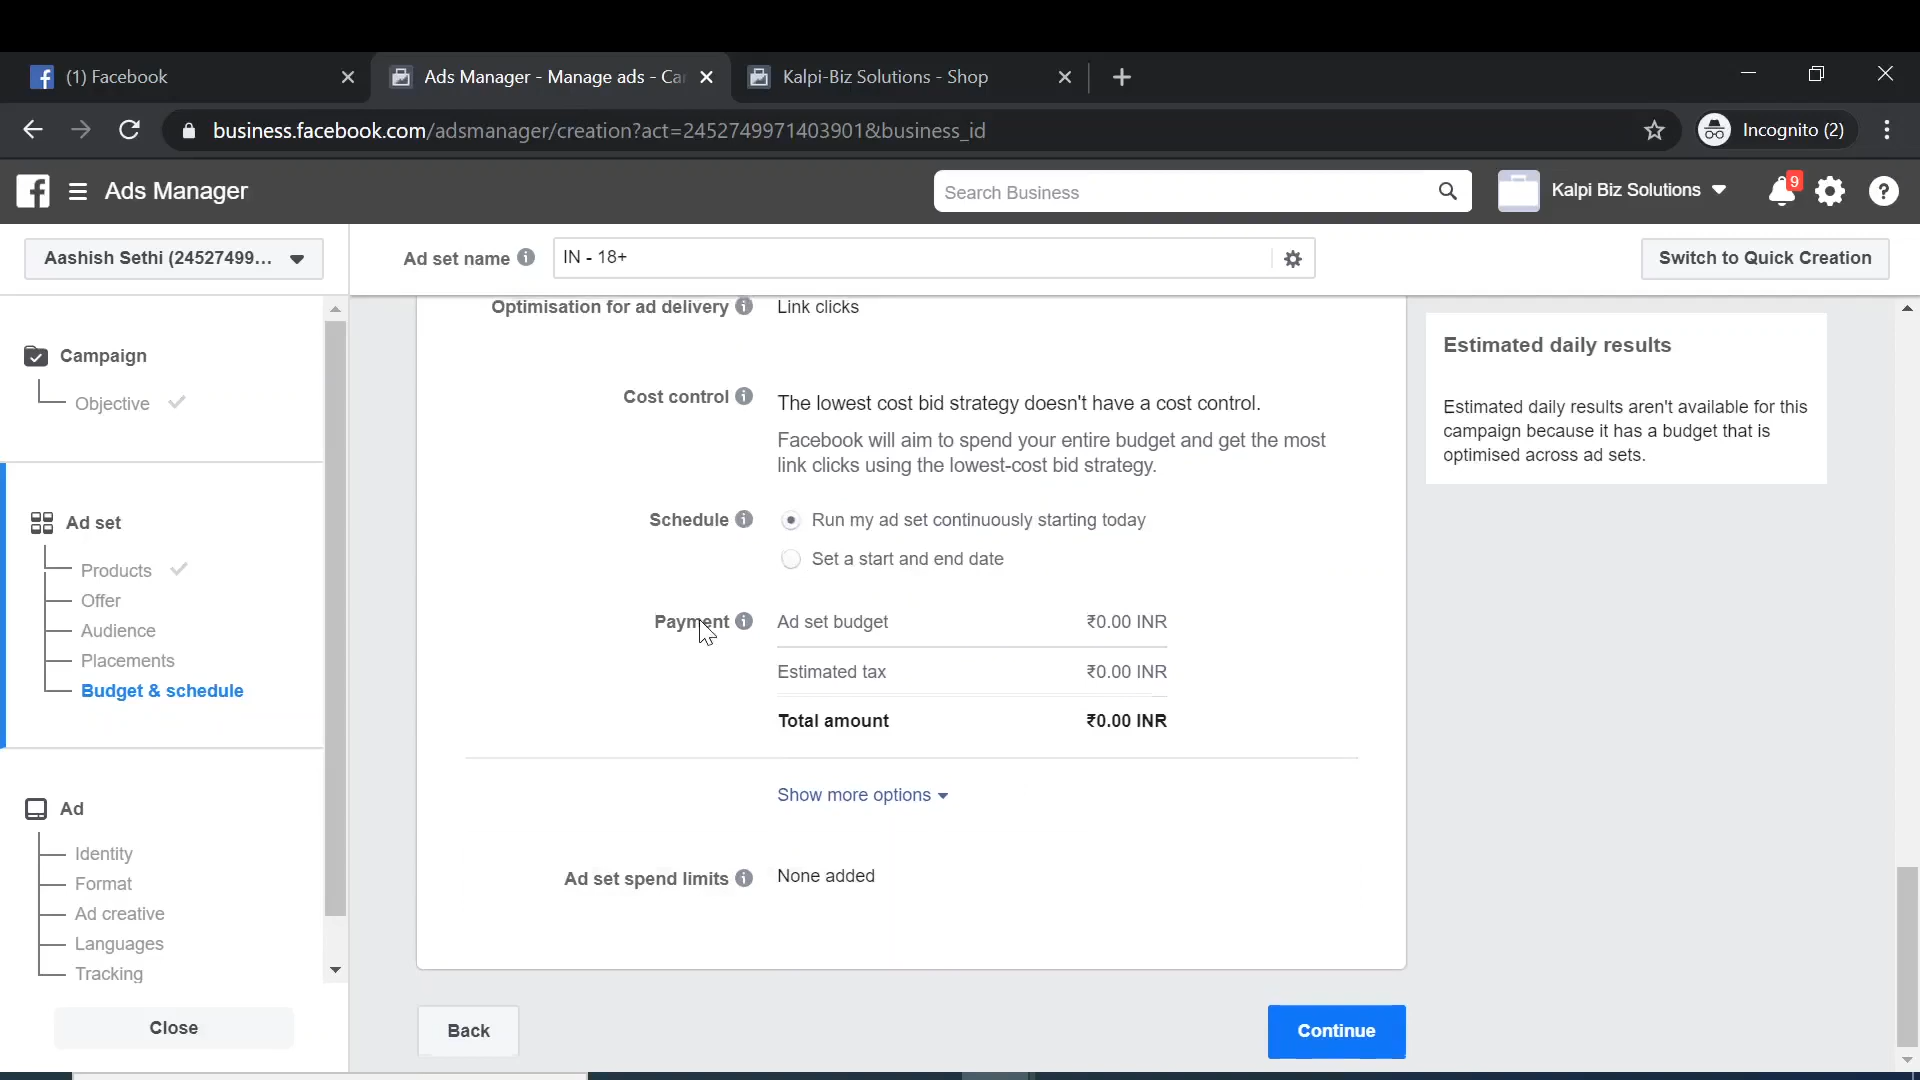 (1) Facebook
Ads Manager - Manage ads - Ca
Kalpi-Biz Solutions - Shop
business.facebook.com/adsmanager/creation?act=2452749971403901&business_id
Incognito (2)
Ads Manager
Search Business
Kalpi Biz Solutions
9
Aashish Sethi (24527499...
Ad set name
IN - 18+
Switch to Quick Creation
Campaign
Objective
Ad set
Products
Offer
Audience
Placements
Budget & schedule
Ad
Identity
Format
Ad creative
Languages
Tracking
Close
Optimisation for ad delivery
Link clicks
Cost control
The lowest cost bid strategy doesn't have a cost control.
Facebook will aim to spend your entire budget and get the most
link clicks using the lowest-cost bid strategy.
Schedule
Run my ad set continuously starting today
Set a start and end date
Payment
Ad set budget
₹0.00 INR
Estimated tax
₹0.00 INR
Total amount
₹0.00 INR
Show more options
Ad set spend limits
None added
Back
Continue
Estimated daily results
Estimated daily results aren't available for this
campaign because it has a budget that is
optimised across ad sets.